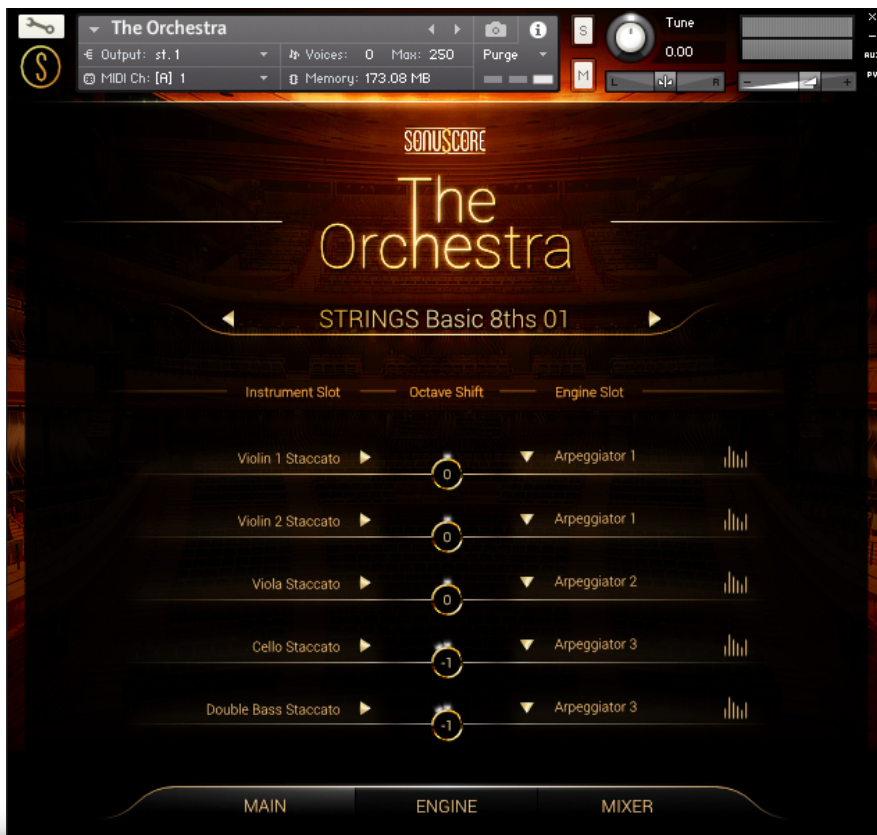 The Orchestra
Output: st. 1 Voices: 0 Max: 250 Purge
MIDI Ch: [A] 1 Memory: 173.08 MB
S
M
Tune
0.00
L R
- +
X
AUX
PV
S
SONUSCORE
The
Orchestra
STRINGS Basic 8ths 01
Instrument Slot Octave Shift Engine Slot
Violin 1 Staccato 0 Arpeggiator 1
Violin 2 Staccato 0 Arpeggiator 1
Viola Staccato 0 Arpeggiator 2
Cello Staccato -1 Arpeggiator 3
Double Bass Staccato -1 Arpeggiator 3
MAIN ENGINE MIXER